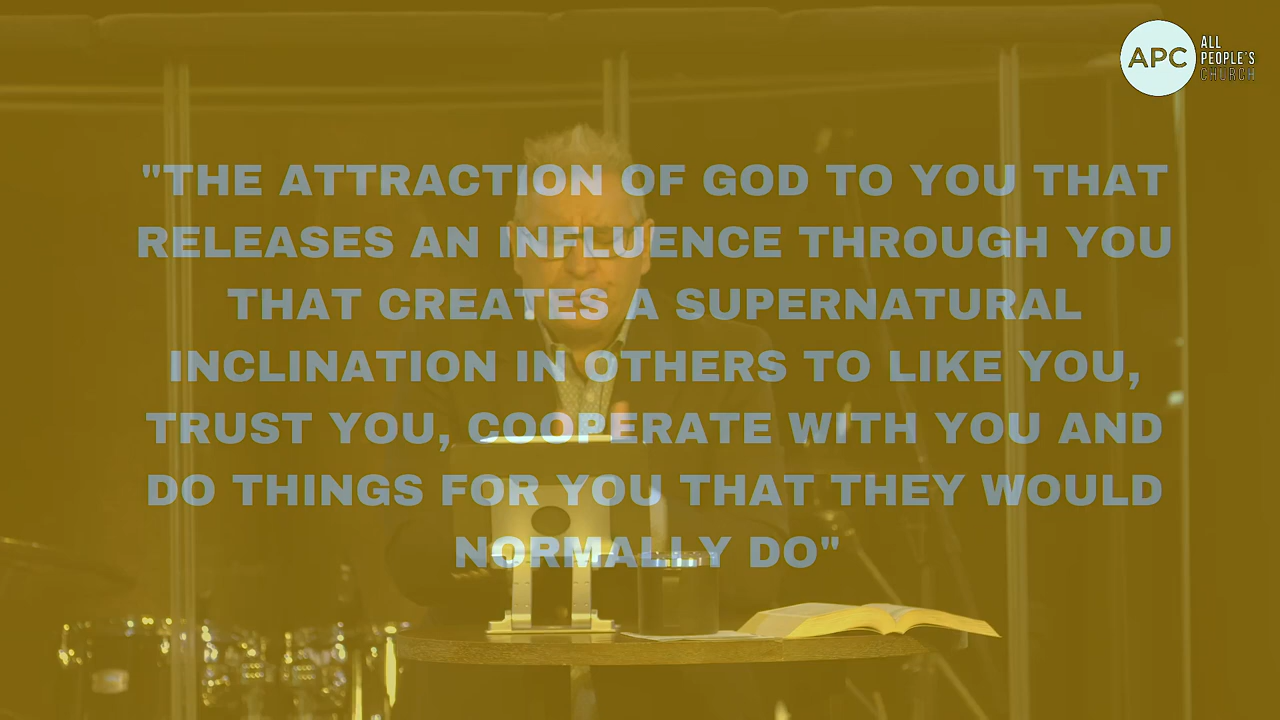 APC
ALL
PEOPLE'S
CHURCH
"THE ATTRACTION OF GOD TO YOU THAT
RELEASES AN INFLUENCE THROUGH YOU
THAT CREATES A SUPERNATURAL
INCLINATION IN OTHERS TO LIKE YOU,
TRUST YOU, COOPERATE WITH YOU AND
DO THINGS FOR YOU THAT THEY WOULD
NORMALLY DO"